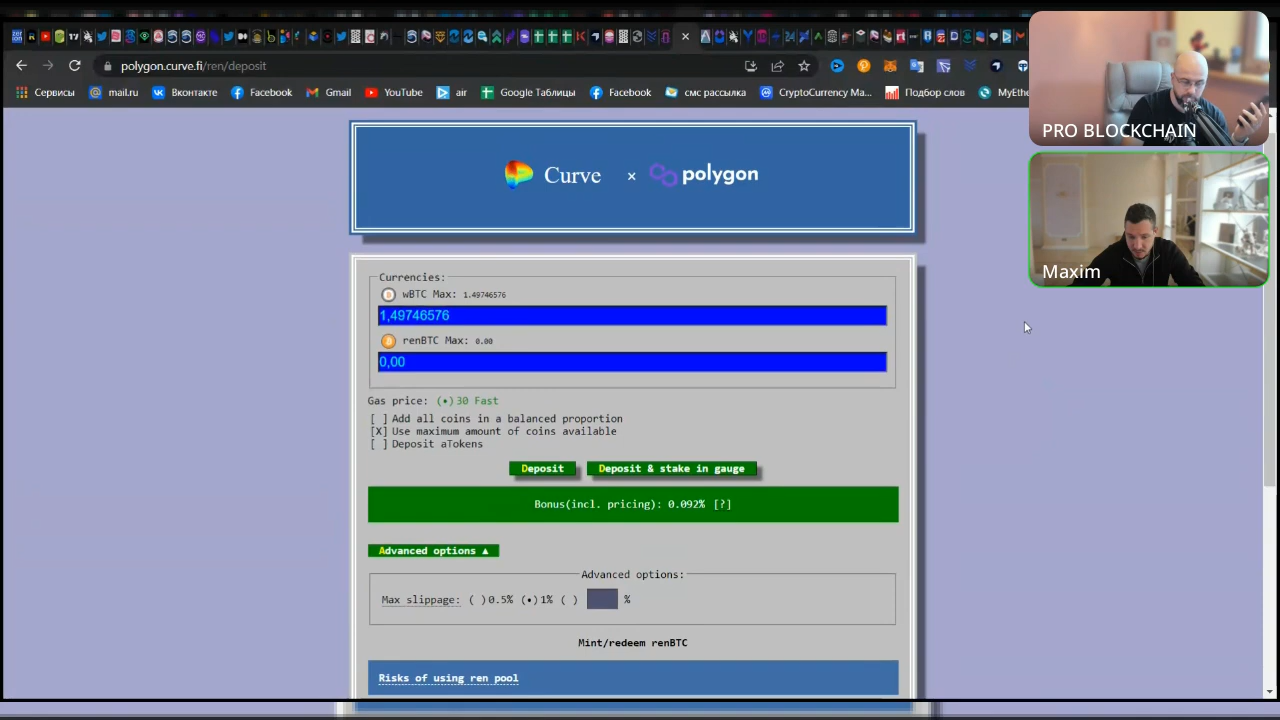 polygon.curve.fi/ren/deposit
Сервисы
mail.ru
Вконтакте
Facebook
Gmail
YouTube
air
Google Таблицы
Facebook
смс рассылка
CryptoCurrency Ma...
Подбор слов
MyEthe
PRO BLOCKCHAIN
Maxim
Curve × polygon
Currencies:
wBTC Max: 1.49746576
1,49746576
renBTC Max: 0.00
0,00
Gas price: (•)30 Fast
[ ] Add all coins in a balanced proportion
[X] Use maximum amount of coins available
[ ] Deposit aTokens
Deposit
Deposit & stake in gauge
Bonus(incl. pricing): 0.092% [?]
Advanced options ▲
Advanced options:
Max slippage: ( )0.5% (•)1% ( ) %
Mint/redeem renBTC
Risks of using ren pool